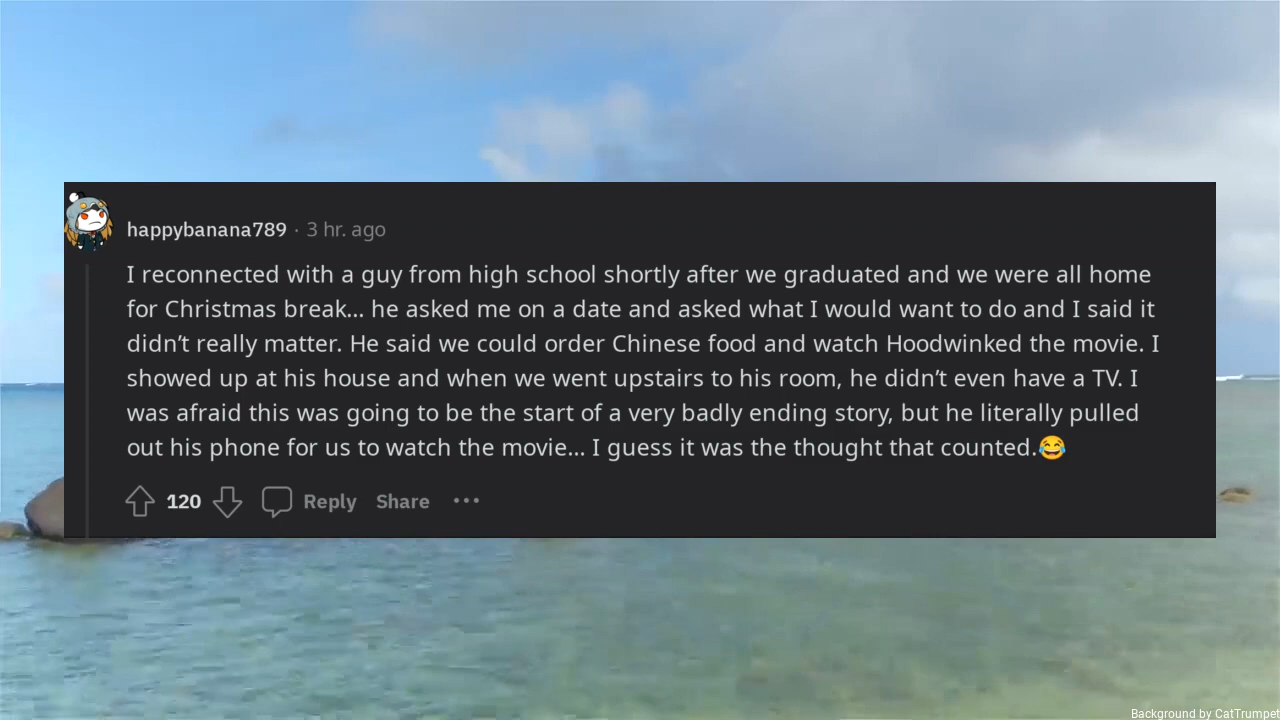 happybanana789 · 3 hr. ago
I reconnected with a guy from high school shortly after we graduated and we were all home
for Christmas break... he asked me on a date and asked what I would want to do and I said it
didn’t really matter. He said we could order Chinese food and watch Hoodwinked the movie. I
showed up at his house and when we went upstairs to his room, he didn’t even have a TV. I
was afraid this was going to be the start of a very badly ending story, but he literally pulled
out his phone for us to watch the movie... I guess it was the thought that counted.😂
120 Reply Share •••
Background by CatTrumpet